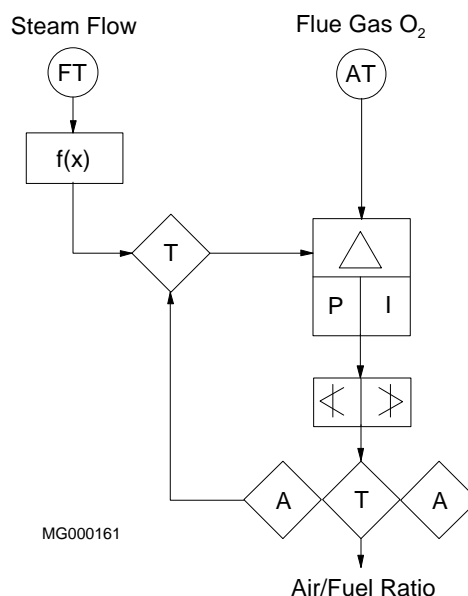 Steam Flow
Flue Gas O2
FT
AT
f(x)
T
P I
A T A
MG000161
Air/Fuel Ratio